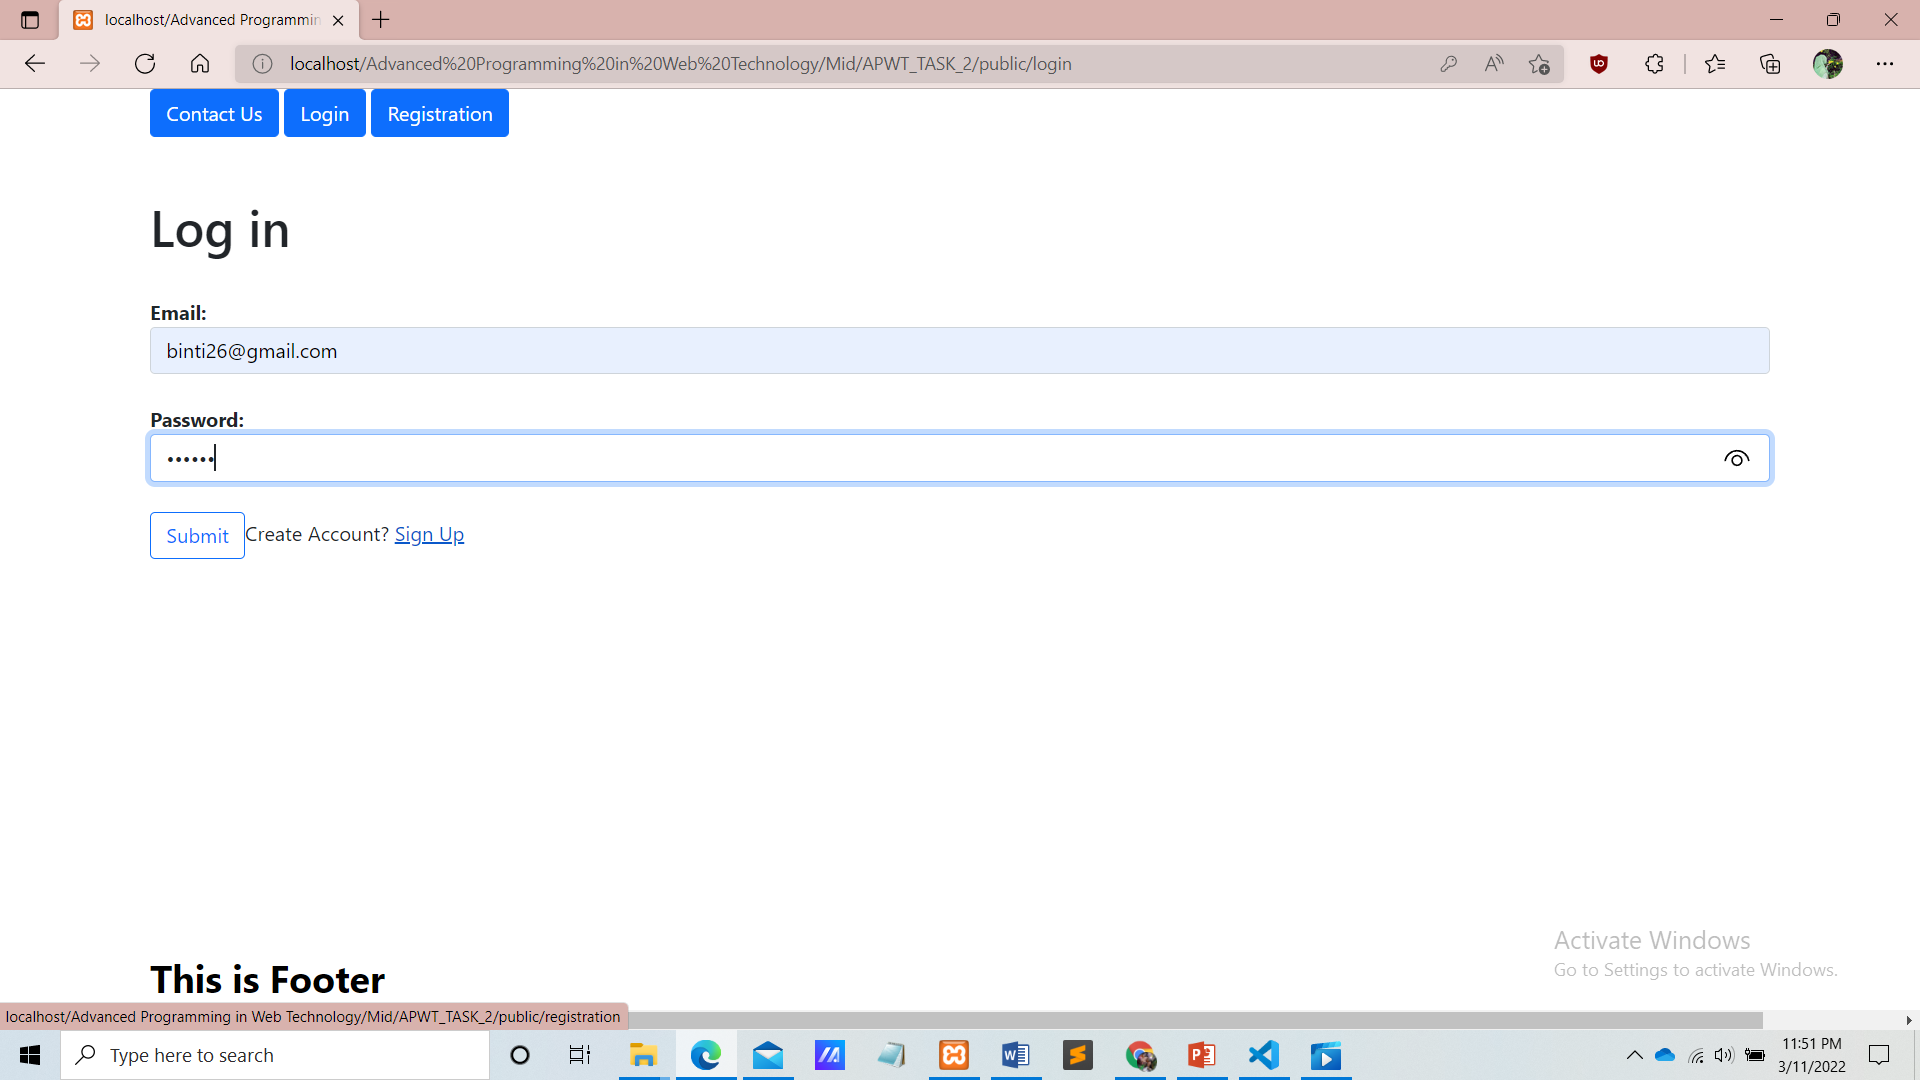 localhost/Advanced Programmin
localhost/Advanced%20Programming%20in%20Web%20Technology/Mid/APWT_TASK_2/public/login
Contact Us Login Registration
Log in
Email:
binti26@gmail.com
Password:
••••••
Submit Create Account? Sign Up
Activate Windows
Go to Settings to activate Windows.
This is Footer
localhost/Advanced Programming in Web Technology/Mid/APWT_TASK_2/public/registration
Type here to search
11:51 PM
3/11/2022